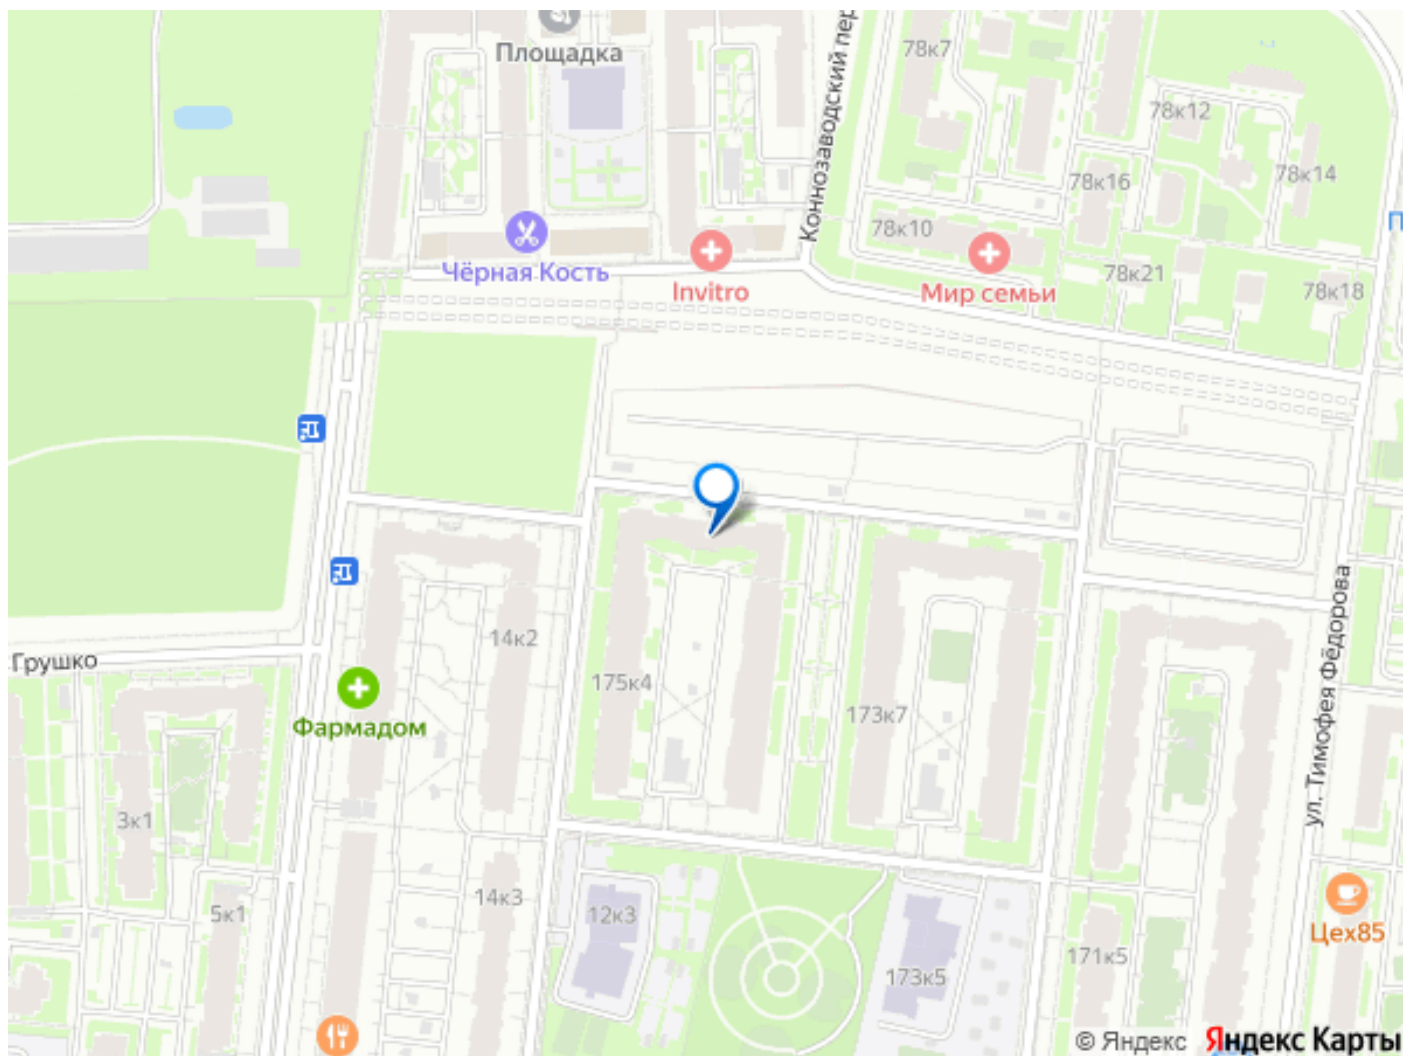 Площадка
78к7
78к12
78к14
78к16
Коннозаводский пер
78к10
Чёрная Кость
Invitro
Мир семьи
78к21
78к18
П
14к2
Грушко
175к4
173к7
Фармадом
ул. Тимофея Фёдорова
3к1
14к3
5к1
12к3
Цех85
171к5
173к5
© Яндекс Яндекс Карты